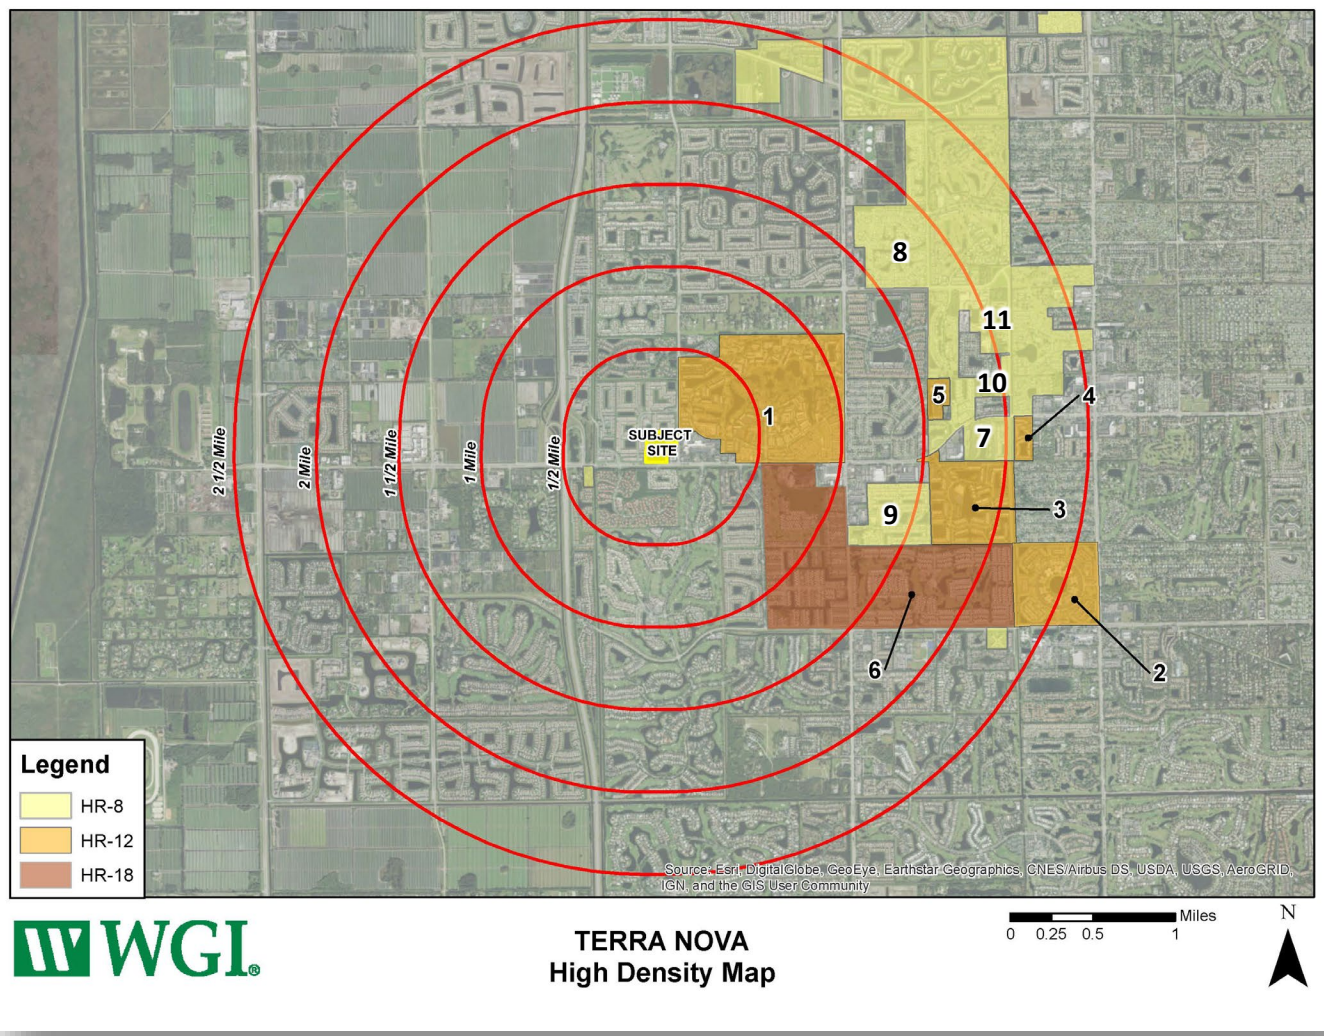 8
11
10
5
4
1
7
SUBJECT
SITE
2 1/2 Mile
2 Mile
1 1/2 Mile
1 Mile
1/2 Mile
9
3
6
2
Legend
HR-8
HR-12
HR-18
Source: Esri, DigitalGlobe, GeoEye, Earthstar Geographics, CNES/Airbus DS, USDA, USGS, AeroGRID,
IGN, and the GIS User Community
WGI®
TERRA NOVA
High Density Map
Miles
0 0.25 0.5 1
N